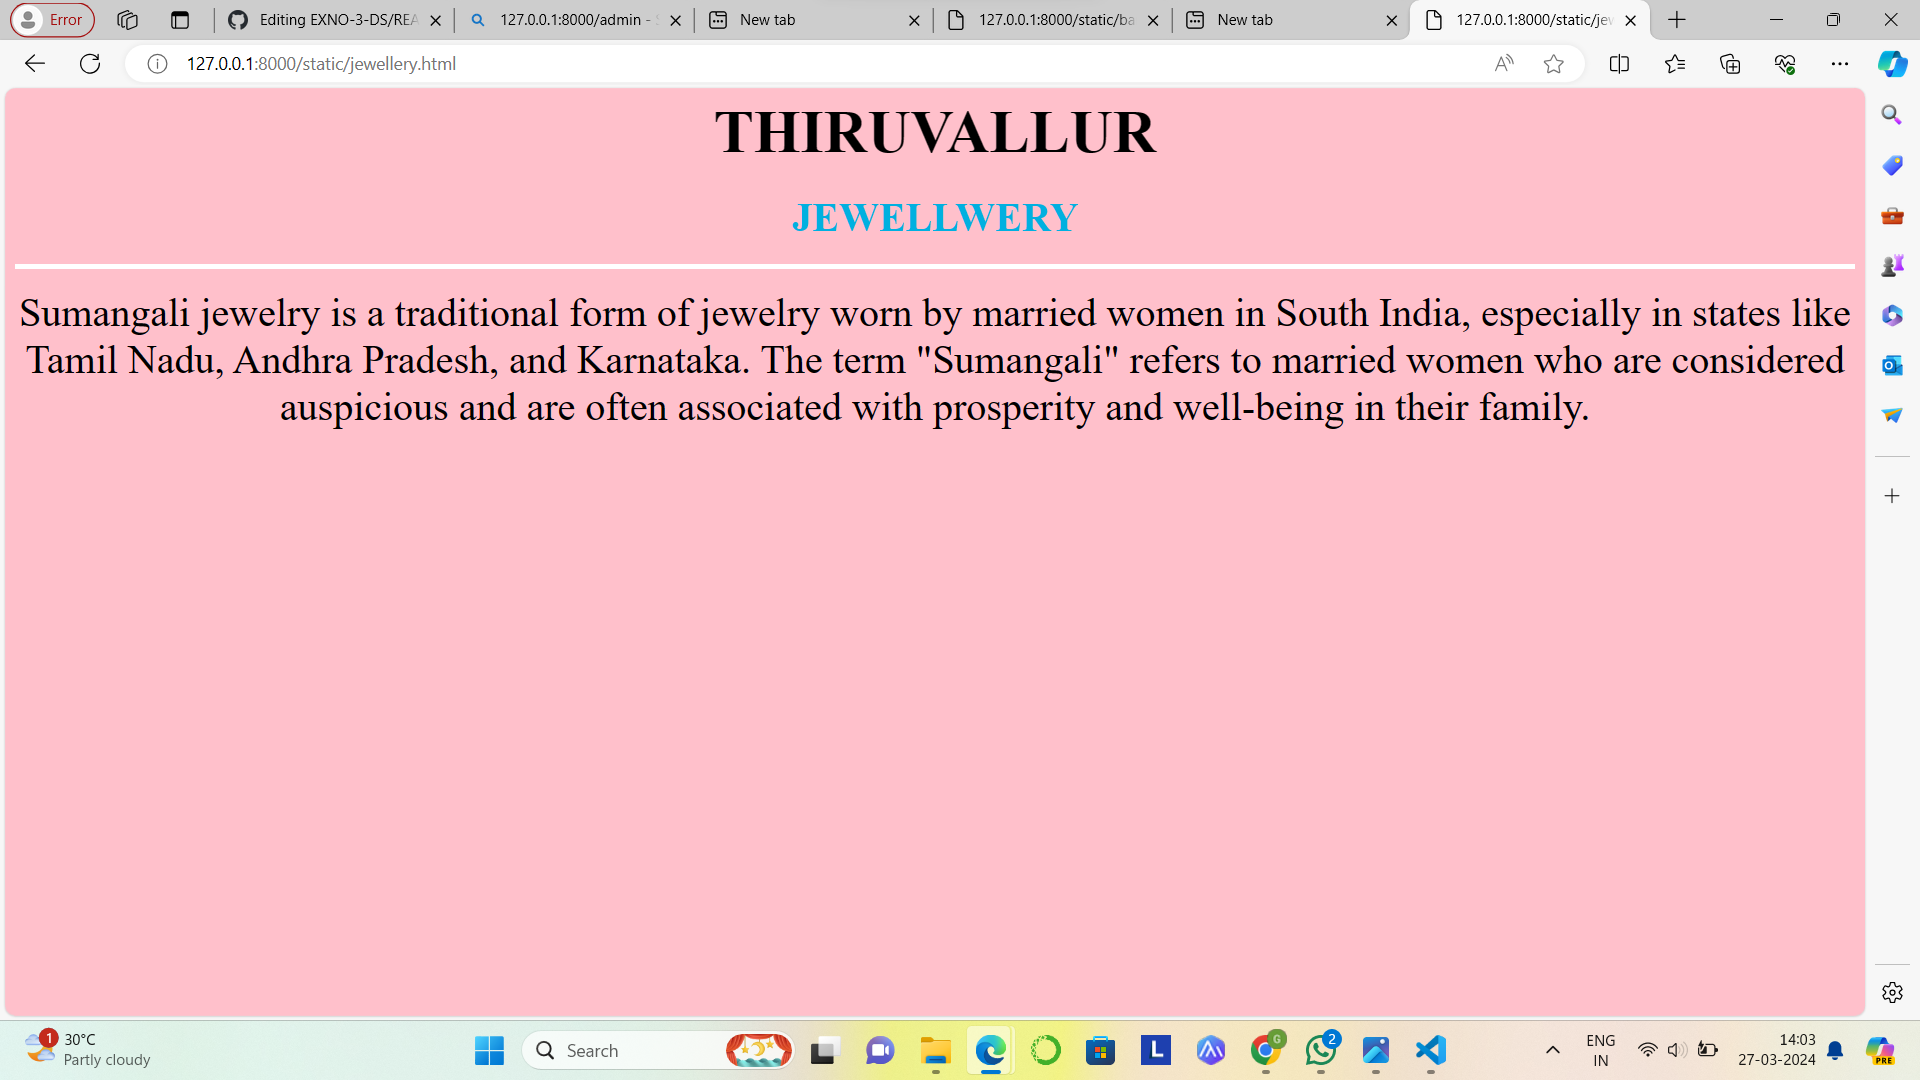 Error
Editing EXNO-3-DS/REA
127.0.0.1:8000/admin - S
New tab
127.0.0.1:8000/static/ba
New tab
127.0.0.1:8000/static/jew
127.0.0.1:8000/static/jewellery.html
THIRUVALLUR
JEWELLWERY
Sumangali jewelry is a traditional form of jewelry worn by married women in South India, especially in states like
Tamil Nadu, Andhra Pradesh, and Karnataka. The term "Sumangali" refers to married women who are considered
auspicious and are often associated with prosperity and well-being in their family.
1
30°C
Partly cloudy
Search
L
G
2
ENG
IN
14:03
27-03-2024
PRE